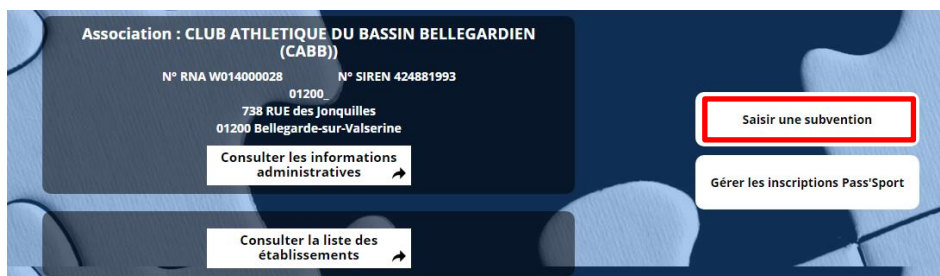 Association : CLUB ATHLETIQUE DU BASSIN BELLEGARDIEN
(CABB))
N° RNA W014000028 N° SIREN 424881993
01200_
738 RUE des Jonquilles
01200 Bellegarde-sur-Valserine
Consulter les informations
administratives
Saisir une subvention
Gérer les inscriptions Pass'Sport
Consulter la liste des
établissements